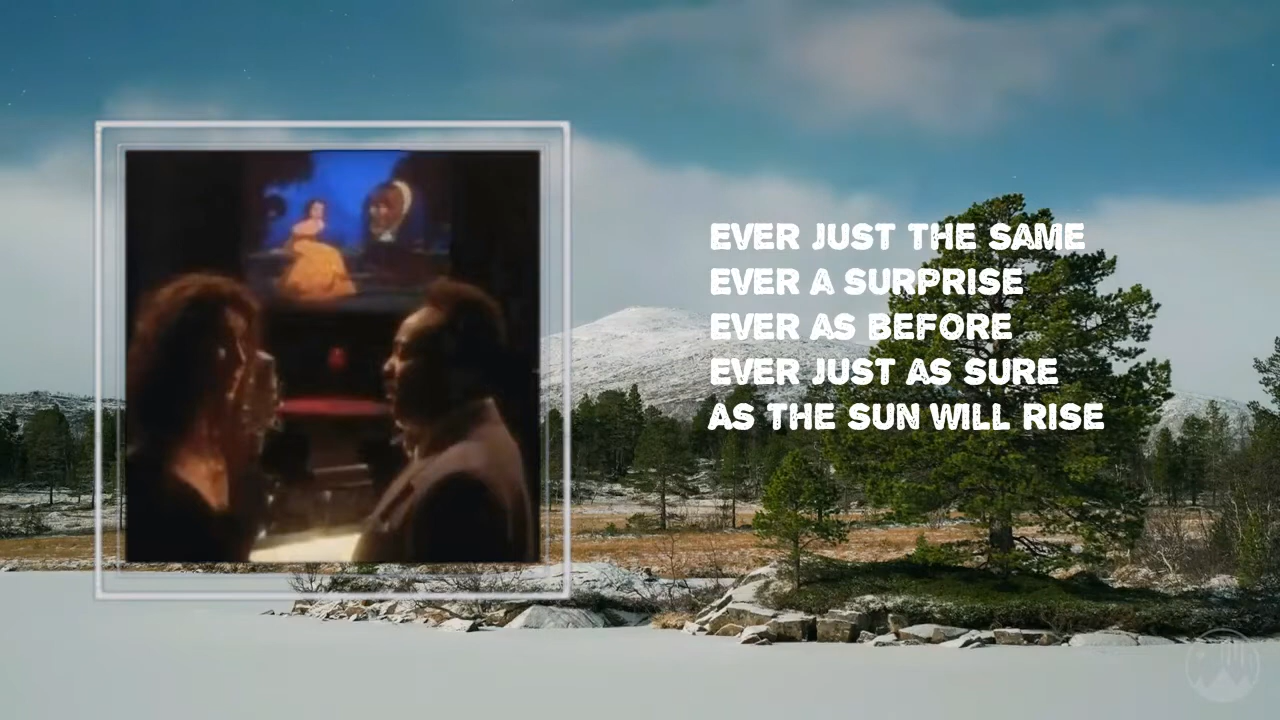 EVER JUST THE SAME
EVER A SURPRISE
EVER AS BEFORE
EVER JUST AS SURE
AS THE SUN WILL RISE